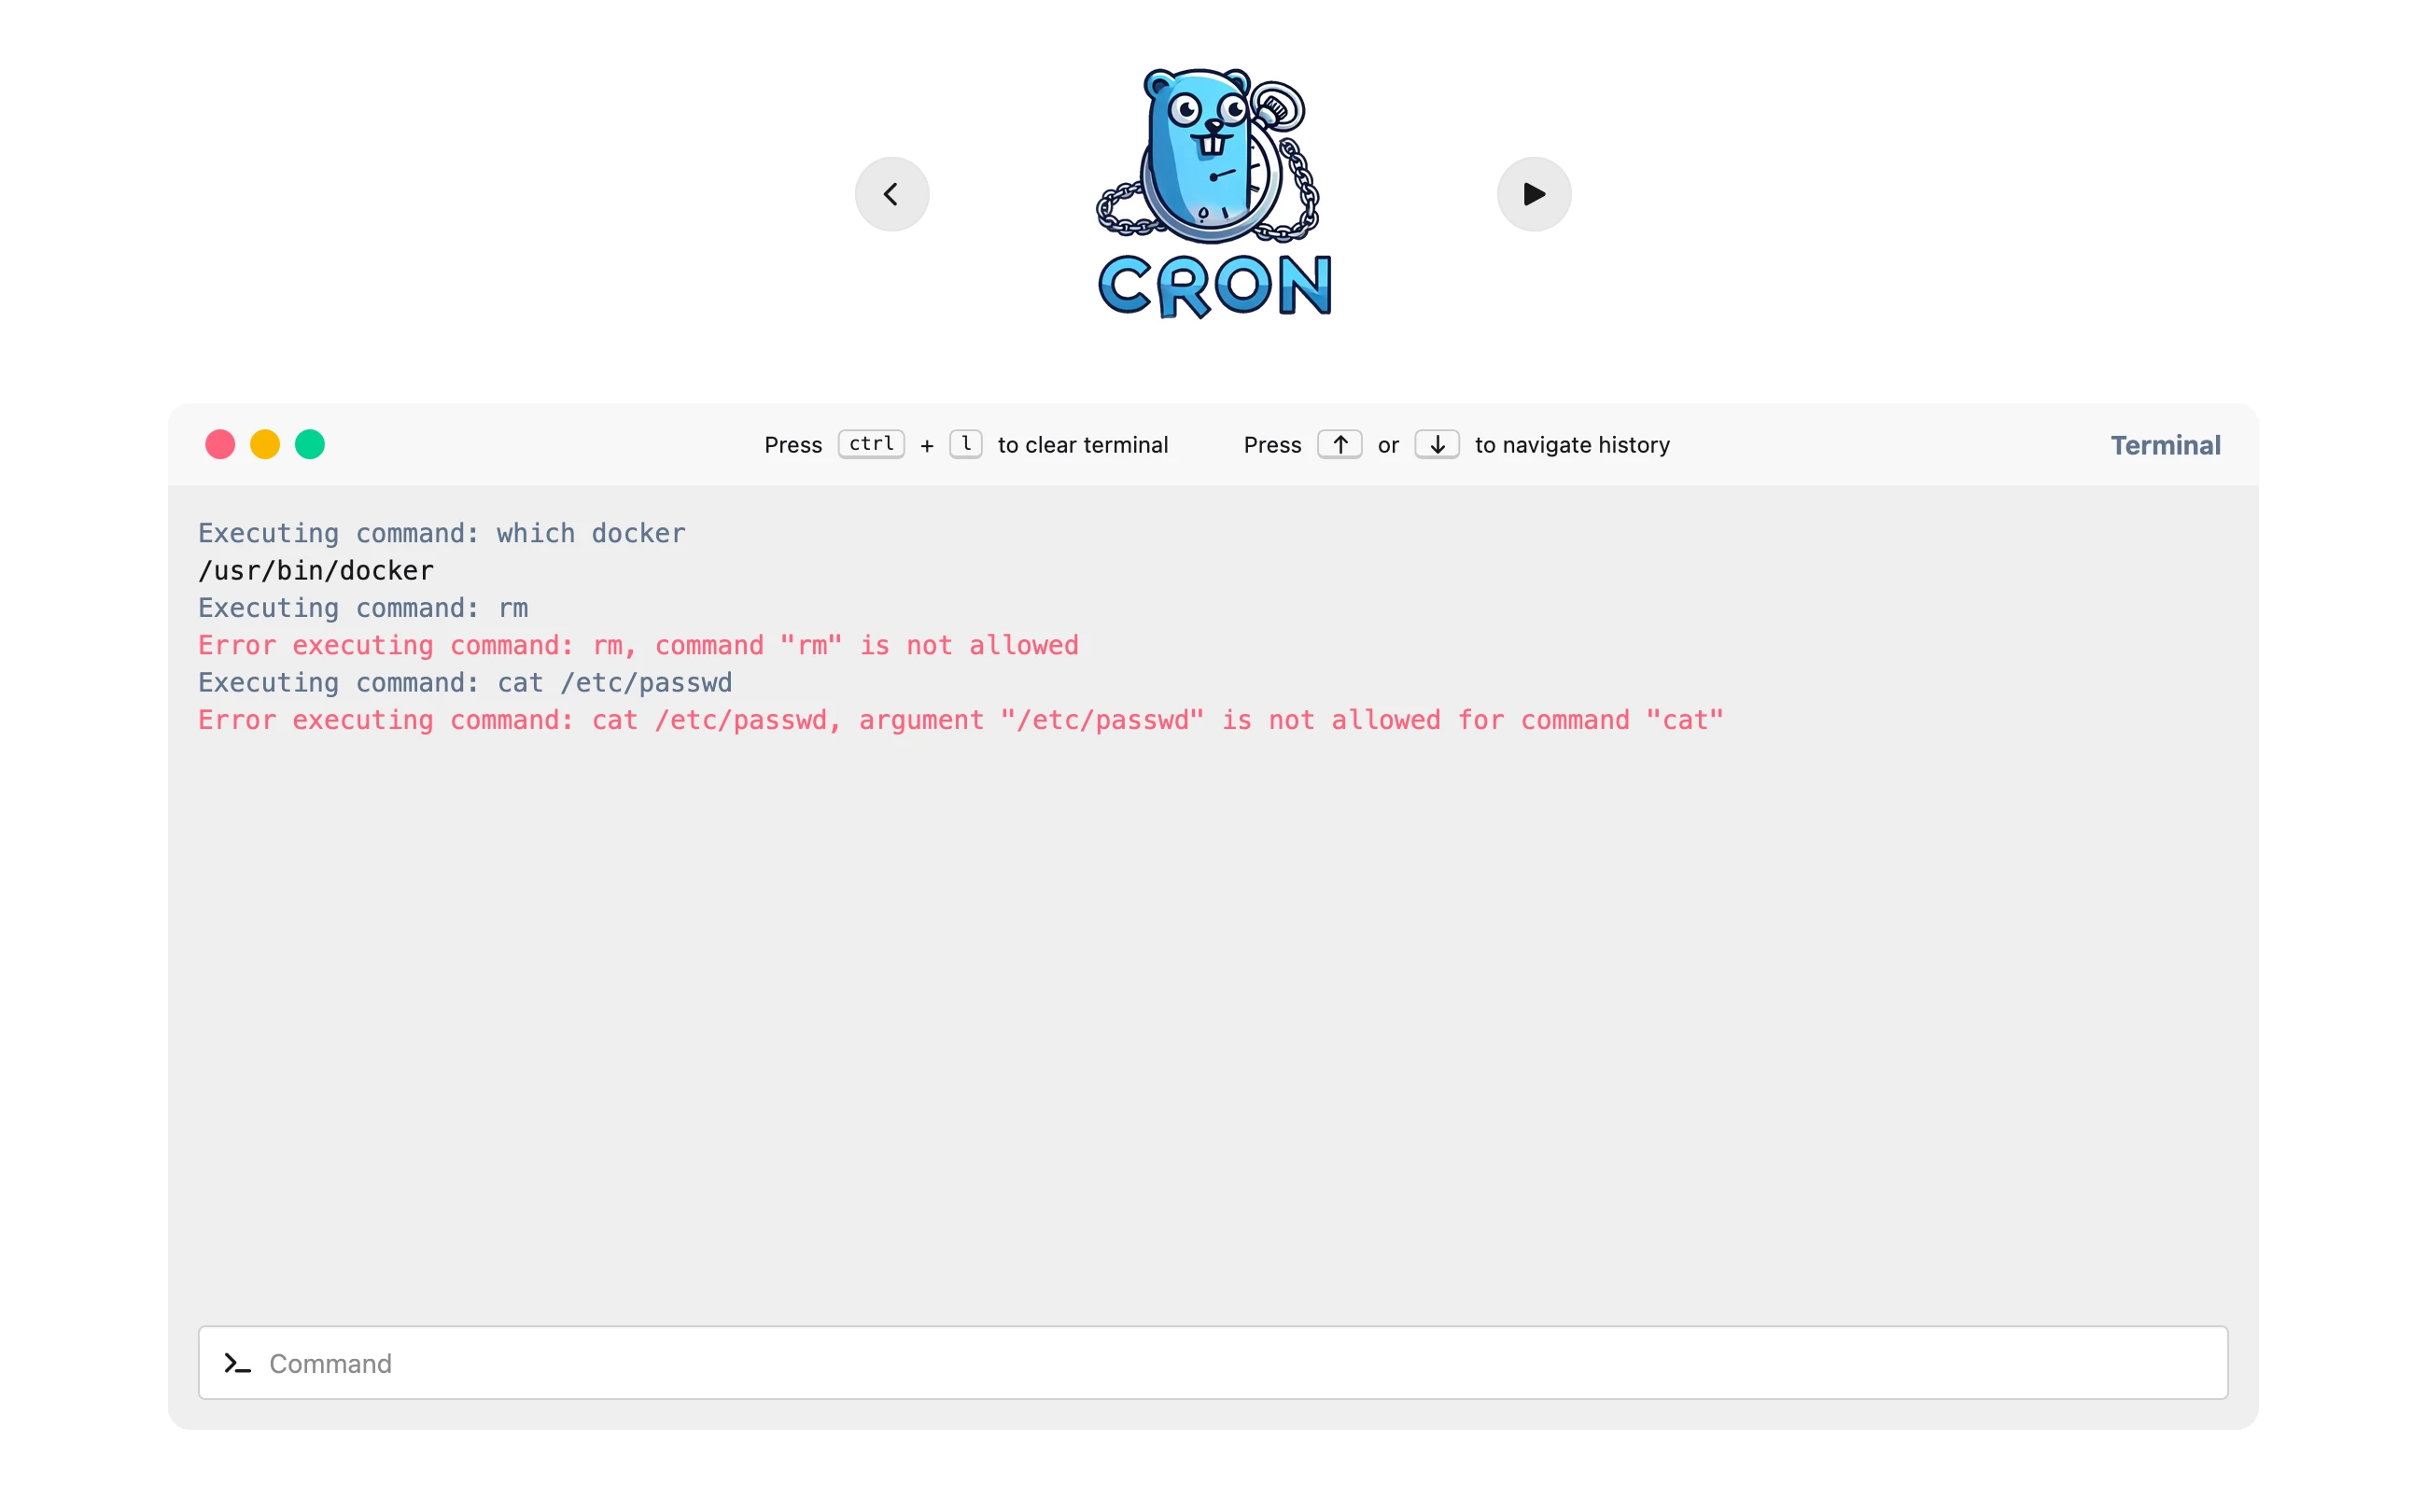 CRON
Press ctrl + l to clear terminal Press ↑ or ↓ to navigate history Terminal
Executing command: which docker
/usr/bin/docker
Executing command: rm
Error executing command: rm, command "rm" is not allowed
Executing command: cat /etc/passwd
Error executing command: cat /etc/passwd, argument "/etc/passwd" is not allowed for command "cat"
Command